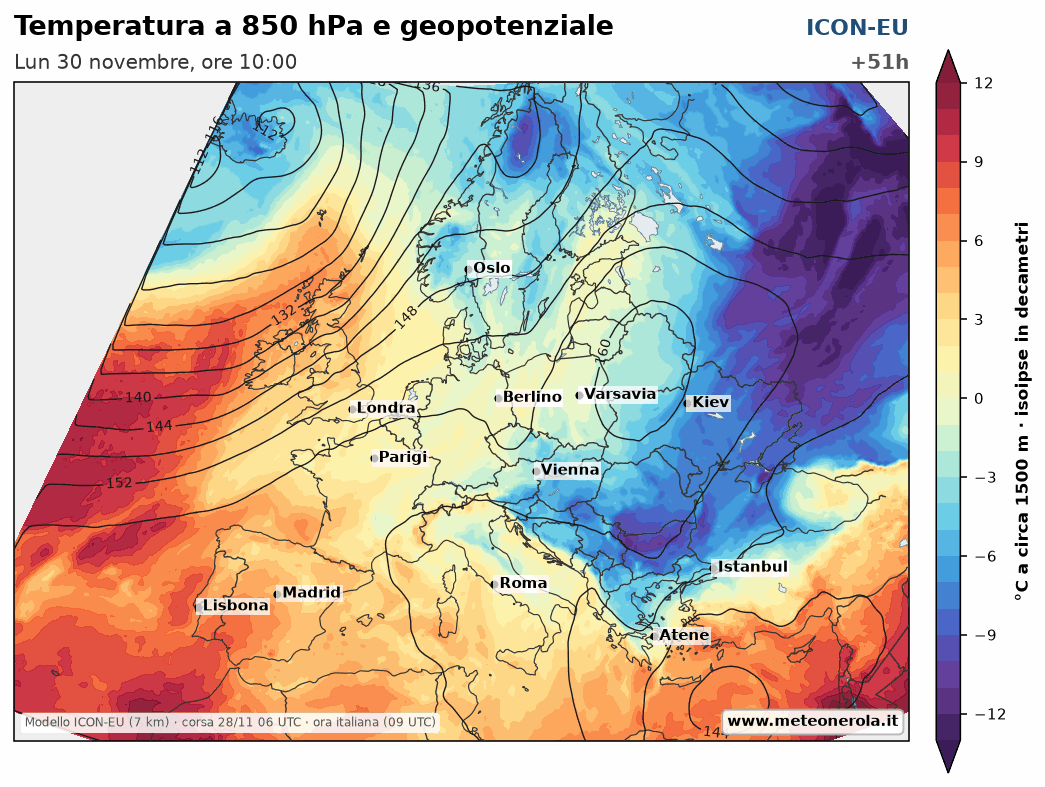 Temperatura a 850 hPa e geopotenziale
ICON-EU
Lun 30 novembre, ore 10:00
+51h
136
112
116
112
132
148
140
144
152
Oslo
Londra
Berlino
Varsavia
Kiev
Parigi
Vienna
Roma
Madrid
Lisbona
Istanbul
Atene
12
9
6
3
0
−3
−6
−9
−12
°C a circa 1500 m · isoipse in decametri
Modello ICON-EU (7 km) · corsa 28/11 06 UTC · ora italiana (09 UTC)
www.meteonerola.it